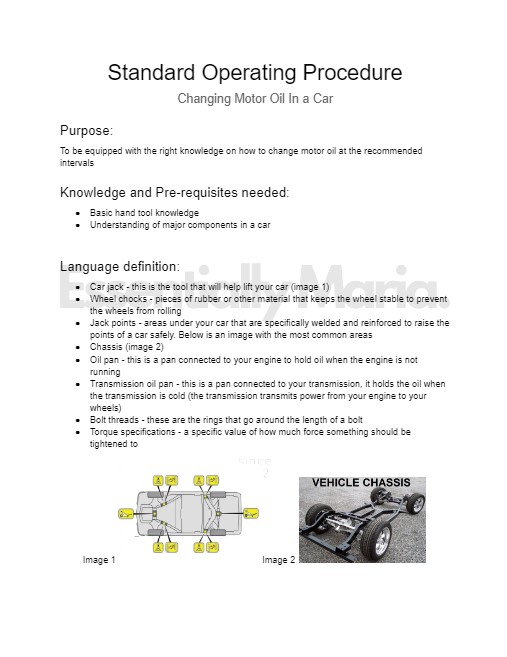 Standard Operating Procedure
Changing Motor Oil In a Car
Purpose:
To be equipped with the right knowledge on how to change motor oil at the recommended
intervals
Knowledge and Pre-requisites needed:
● Basic hand tool knowledge
● Understanding of major components in a car
Language definition:
Essentially Maria.
● Car jack - this is the tool that will help lift your car (image 1)
● Wheel chocks - pieces of rubber or other material that keeps the wheel stable to prevent
the wheels from rolling
● Jack points - areas under your car that are specifically welded and reinforced to raise the
points of a car safely. Below is an image with the most common areas
● Chassis (image 2)
● Oil pan - this is a pan connected to your engine to hold oil when the engine is not
running
● Transmission oil pan - this is a pan connected to your transmission, it holds the oil when
the transmission is cold (the transmission transmits power from your engine to your
wheels)
● Bolt threads - these are the rings that go around the length of a bolt
● Torque specifications - a specific value of how much force something should be
tightened to
since
VEHICLE CHASSIS
Image 1
Image 2